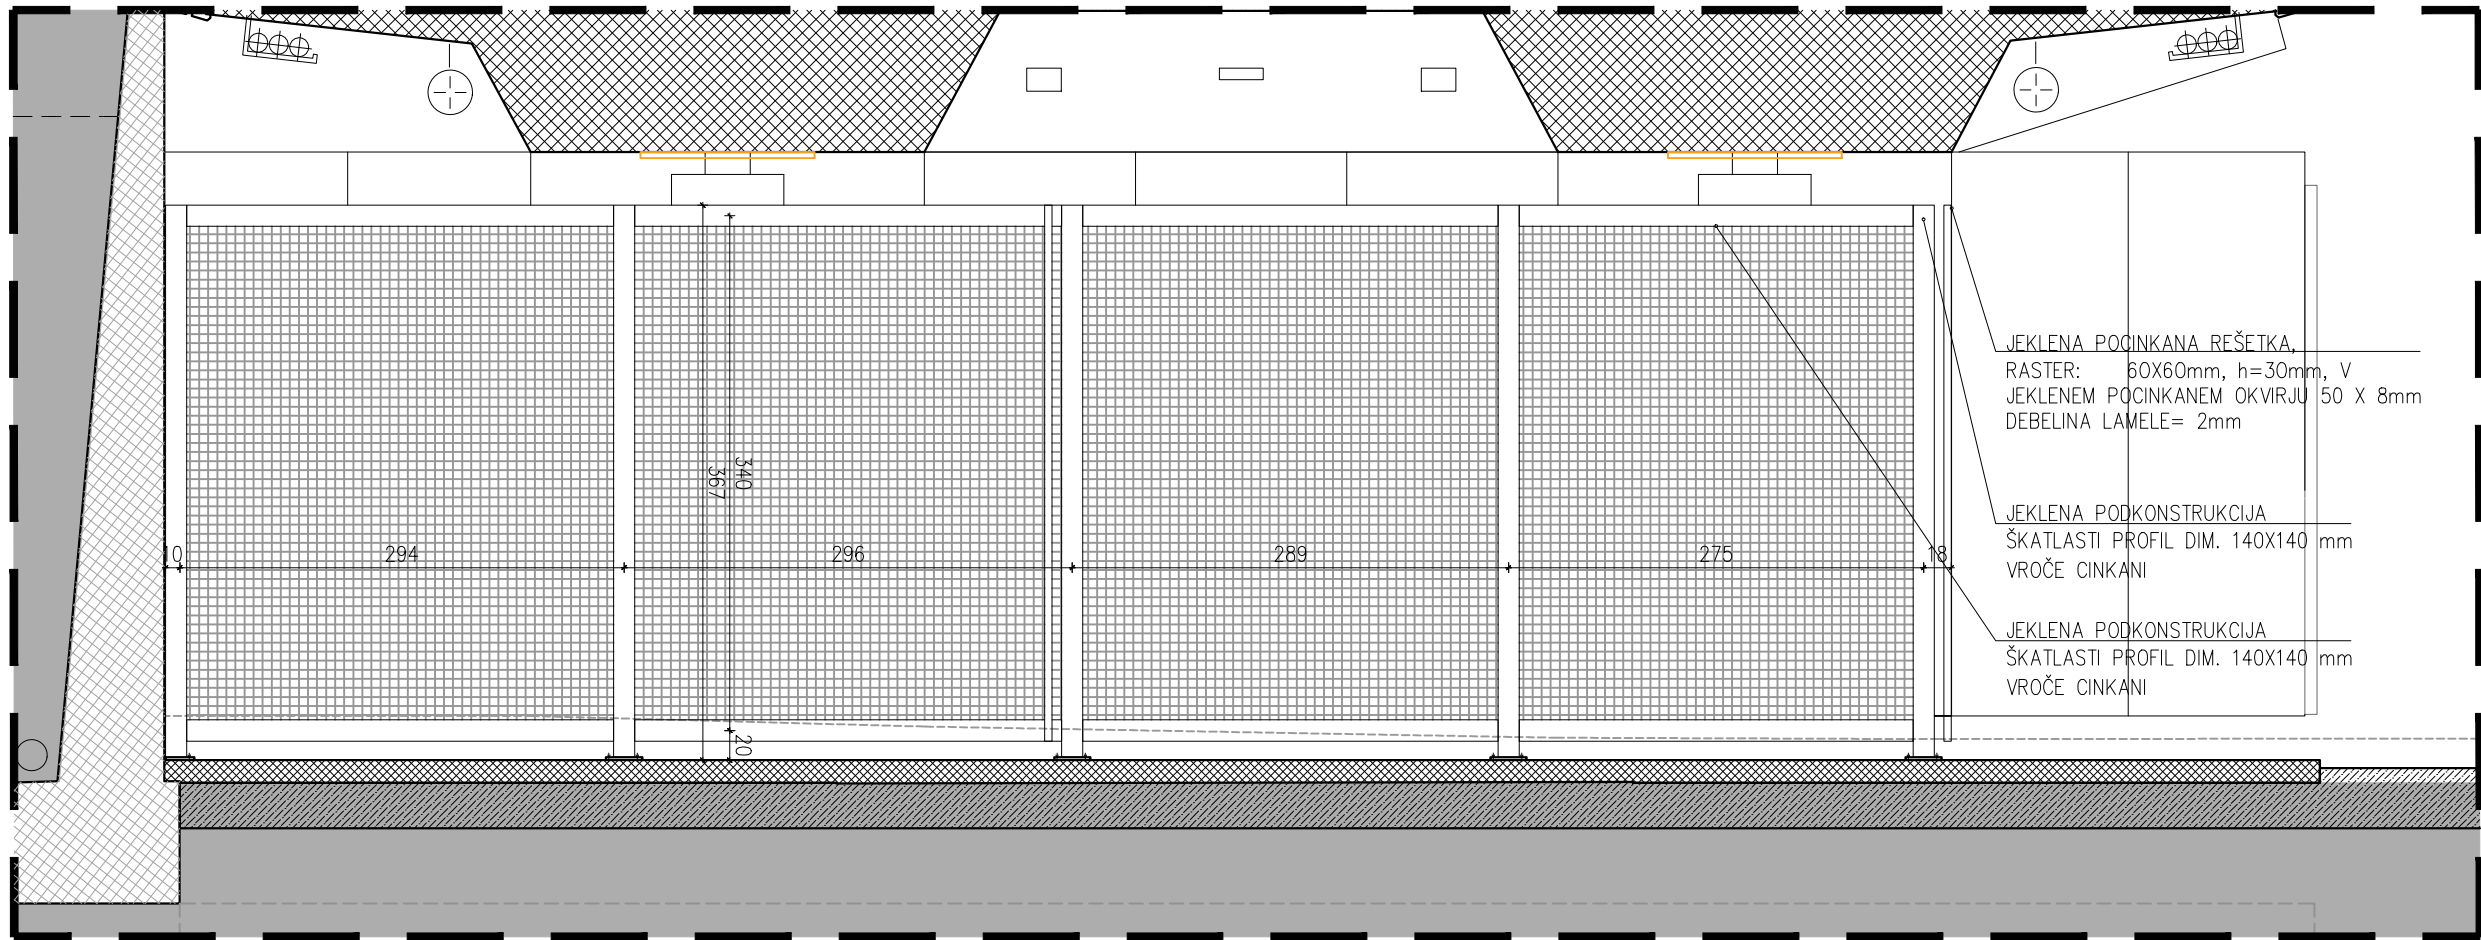 JEKLENA POCINKANA REŠETKA,
RASTER: 60X60mm, h=30mm, V
JEKLENEM POCINKANEM OKVIRJU 50 X 8mm
DEBELINA LAMELE= 2mm
340
367
JEKLENA PODKONSTRUKCIJA
ŠKATLASTI PROFIL DIM. 140X140 mm
VROČE CINKANI
10
294
296
289
275
18
JEKLENA PODKONSTRUKCIJA
ŠKATLASTI PROFIL DIM. 140X140 mm
VROČE CINKANI
20